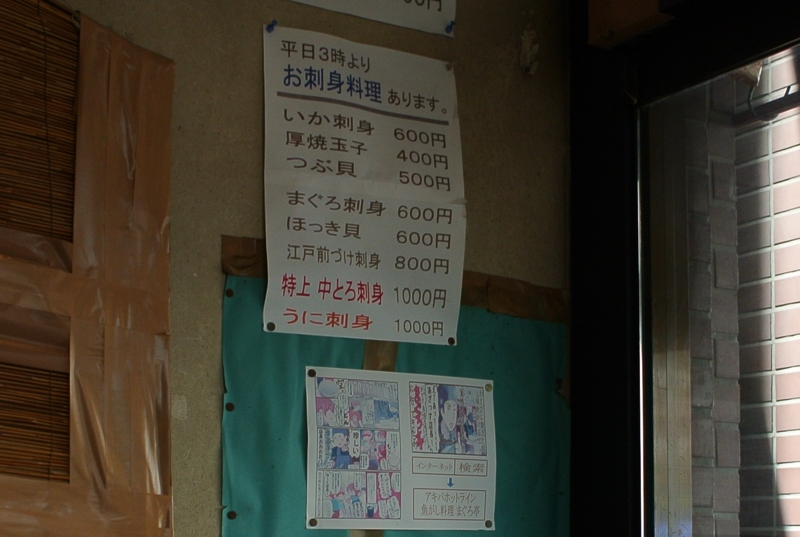 00円
平日3時より
お刺身料理 あります。
いか刺身 600円
厚焼玉子 400円
つぶ貝 500円
まぐろ刺身 600円
ほっき貝 600円
江戸前づけ刺身 800円
特上 中とろ刺身 1000円
うに刺身 1000円
インターネット 検索
アキバホットライン
魚がし料理 まぐろ亭